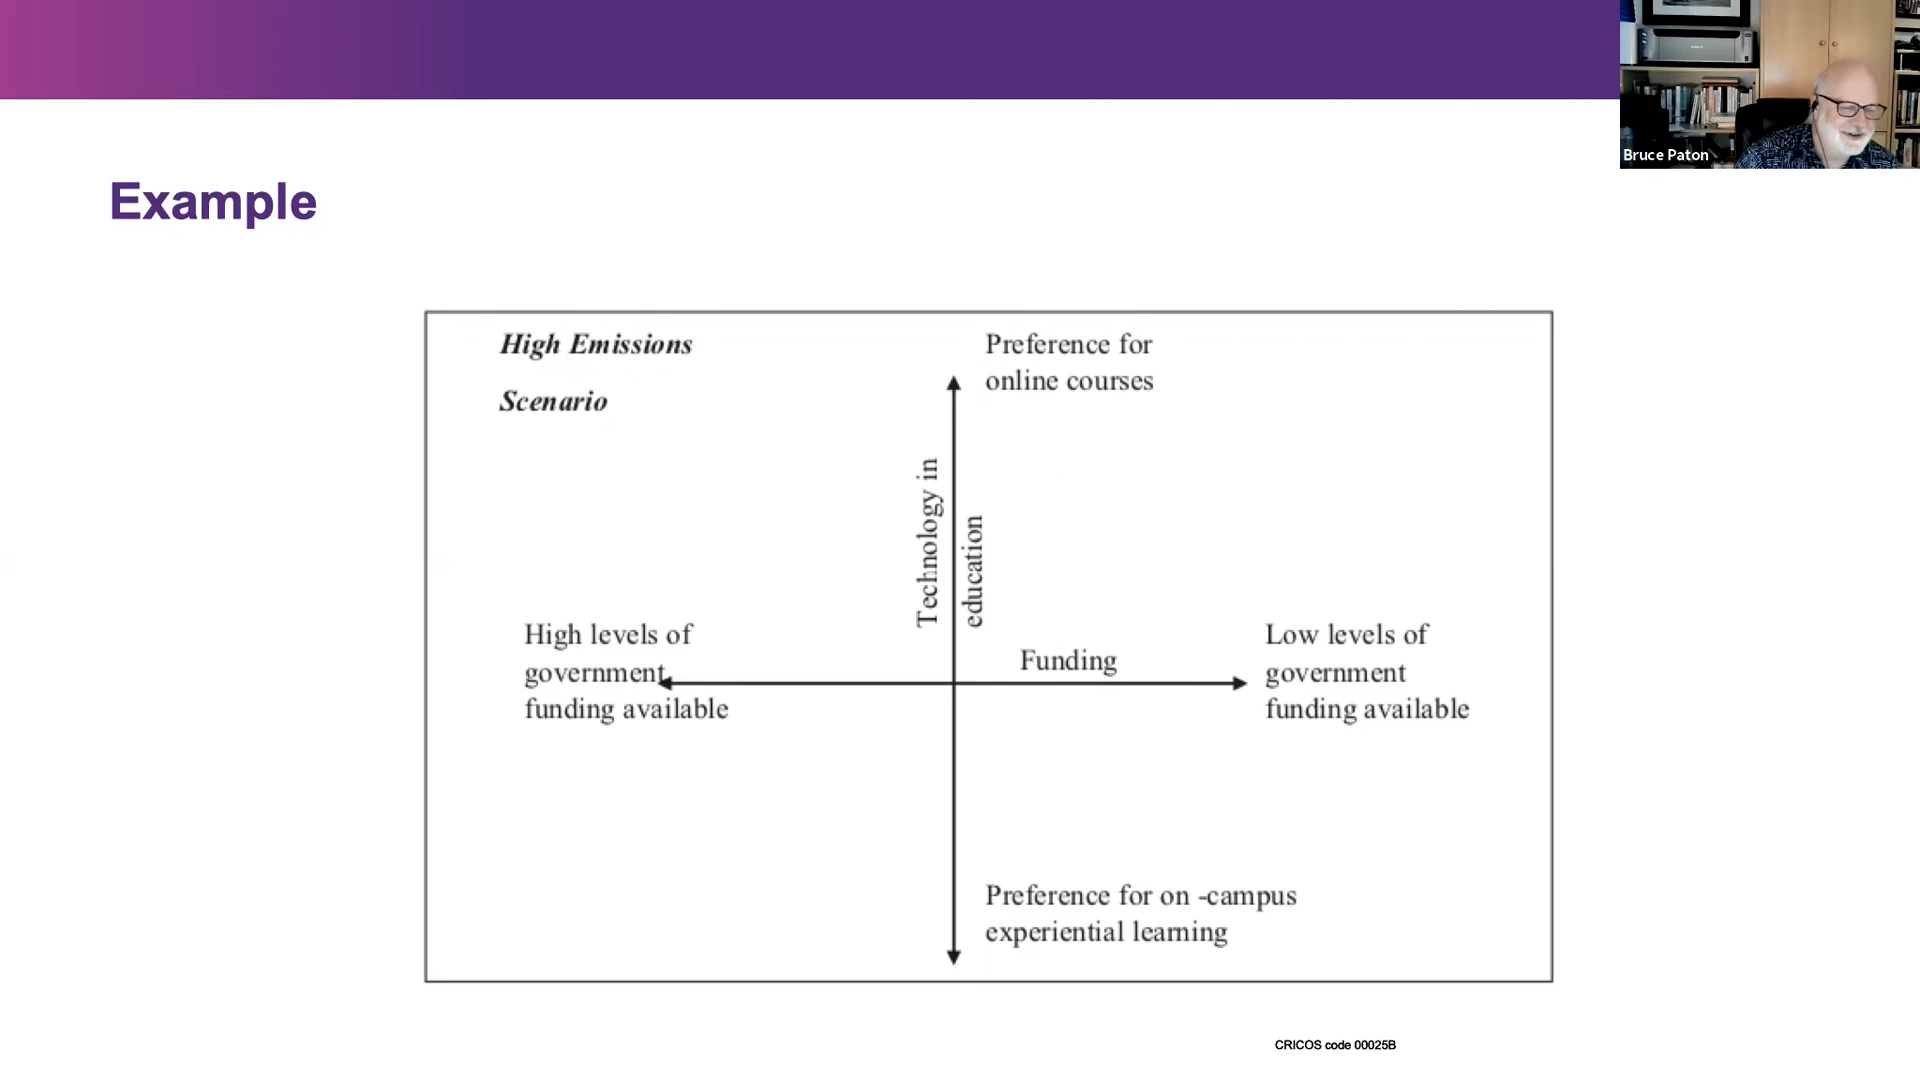 Bruce Paton
Example
High Emissions
Scenario
Preference for
online courses
Technology in
education
High levels of
government
funding available
Funding
Low levels of
government
funding available
Preference for on -campus
experiential learning
CRICOS code 00025B